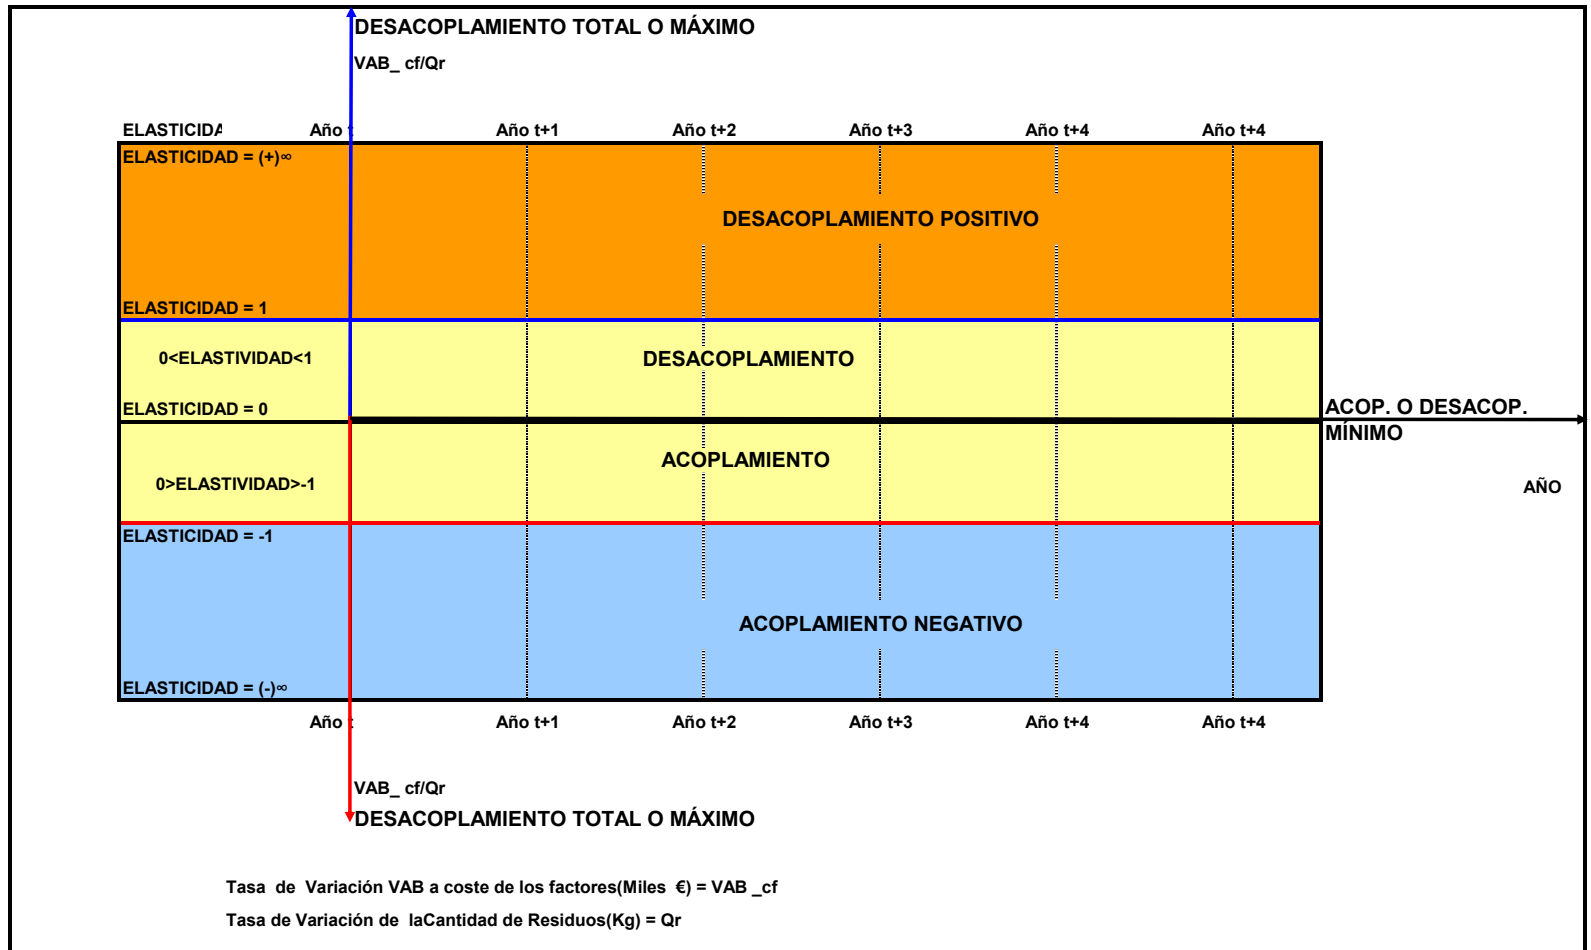 DESACOPLAMIENTO TOTAL O MÁXIMO
VAB_ cf/Qr
ELASTICIDA Año t Año t+1 Año t+2 Año t+3 Año t+4 Año t+4
ELASTICIDAD = (+)∞
DESACOPLAMIENTO POSITIVO
ELASTICIDAD = 1
0<ELASTIVIDAD<1 DESACOPLAMIENTO
ELASTICIDAD = 0
ACOP. O DESACOP.
MÍNIMO
ACOPLAMIENTO
0>ELASTIVIDAD>-1
AÑO
ELASTICIDAD = -1
ACOPLAMIENTO NEGATIVO
ELASTICIDAD = (-)∞
Año t Año t+1 Año t+2 Año t+3 Año t+4 Año t+4
VAB_ cf/Qr
DESACOPLAMIENTO TOTAL O MÁXIMO
Tasa de Variación VAB a coste de los factores(Miles €) = VAB _cf
Tasa de Variación de laCantidad de Residuos(Kg) = Qr